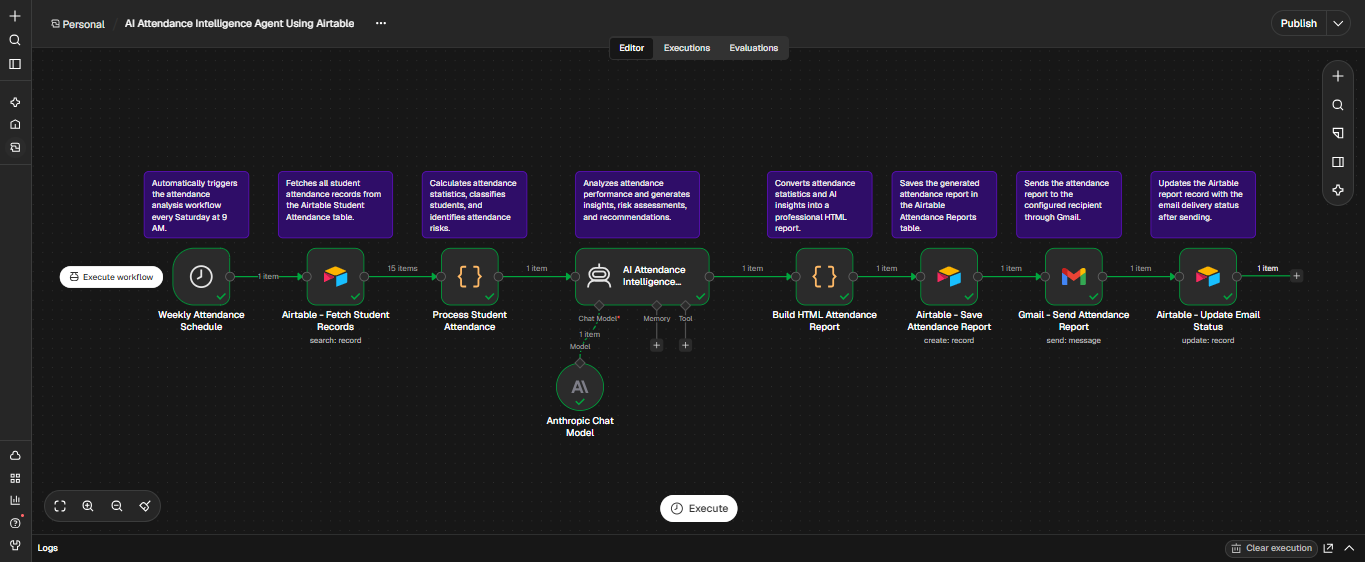 Personal / AI Attendance Intelligence Agent Using Airtable ...
Publish
Editor Executions Evaluations
Automatically triggers
the attendance
analysis workflow
every Saturday at 9
AM.
Fetches all student
attendance records from
the Airtable Student
Attendance table.
Calculates attendance
statistics, classifies
students, and
identifies attendance
risks.
Analyzes attendance
performance and generates
insights, risk assessments,
and recommendations.
Converts attendance
statistics and AI
insights into a
professional HTML
report.
Saves the generated
attendance report in
the Airtable
Attendance Reports
table.
Sends the attendance
report to the
configured recipient
through Gmail.
Updates the Airtable
report record with the
email delivery status
after sending.
Execute workflow
1 item
15 items
1 item
AI Attendance
Intelligence...
1 item
1 item
1 item
1 item
1 item
Weekly Attendance
Schedule
Airtable - Fetch Student
Records
search: record
Process Student
Attendance
Chat Model*
Memory
Tool
1 item
Model
Anthropic Chat
Model
Build HTML Attendance
Report
Airtable - Save
Attendance Report
create: record
Gmail - Send Attendance
Report
send: message
Airtable - Update Email
Status
update: record
Execute
Logs
Clear execution